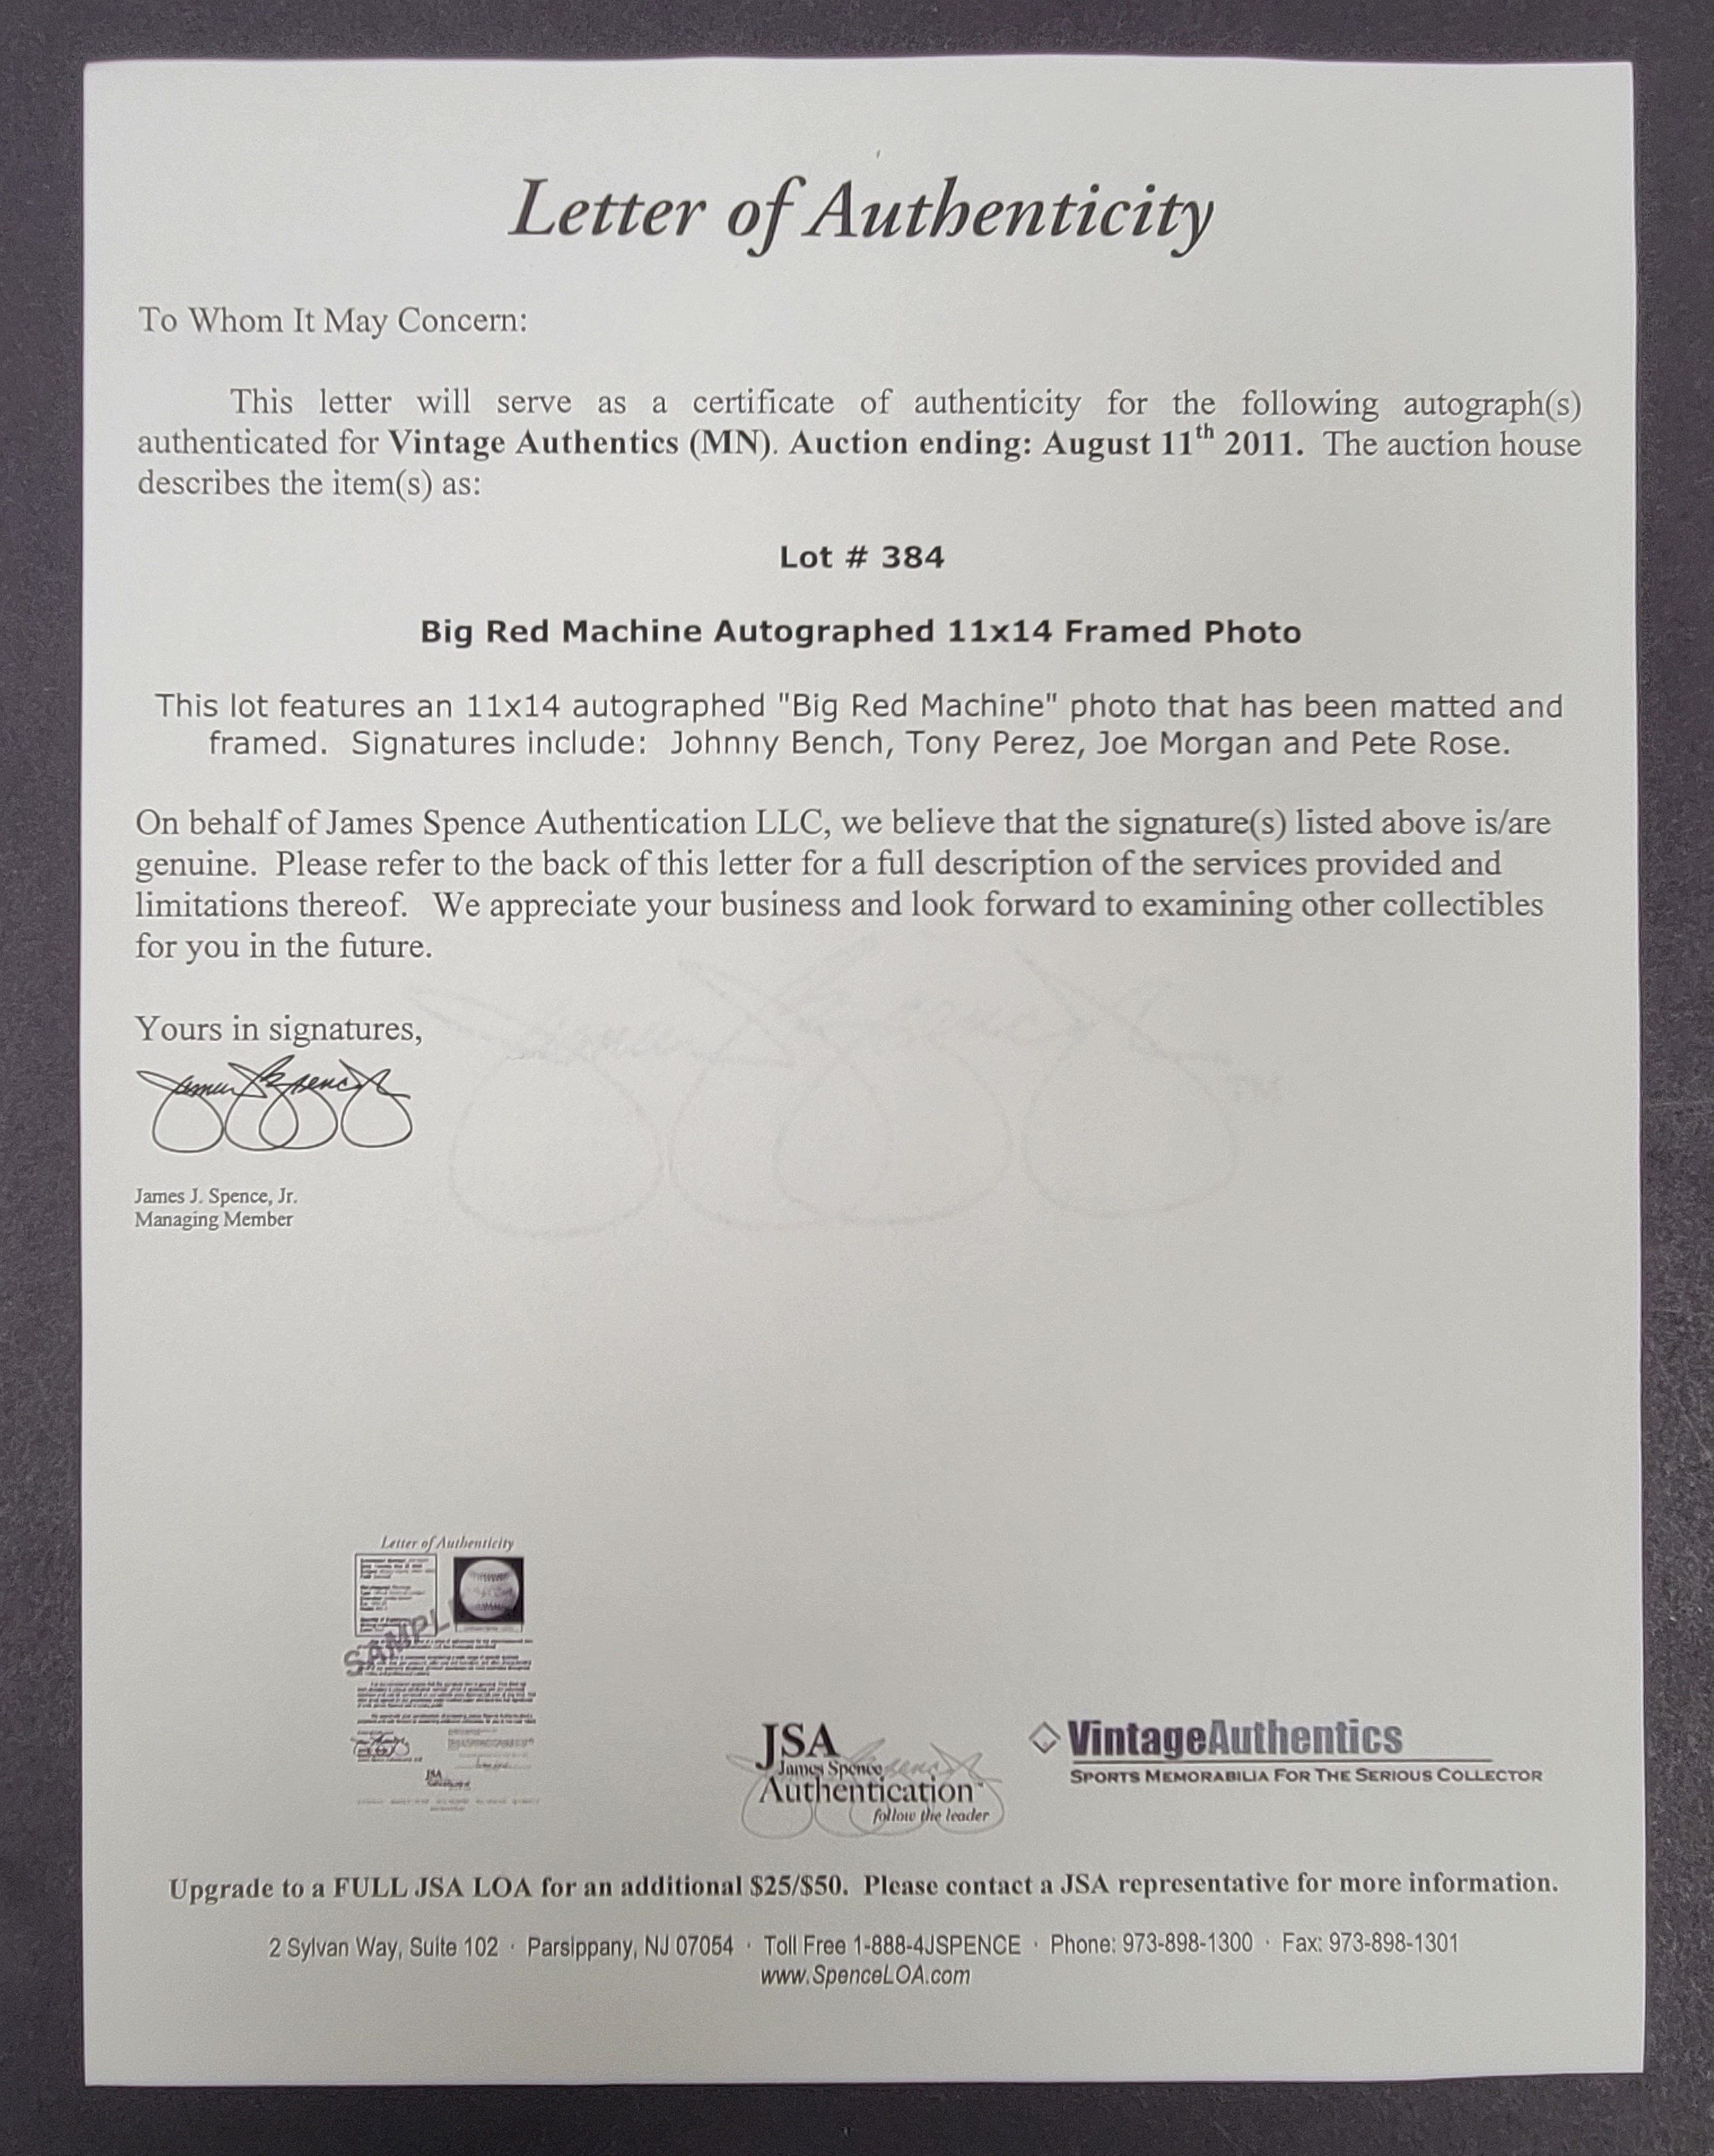 Letter of Authenticity
To Whom It May Concern:
This letter will serve as a certificate of authenticity for the following autograph(s)
authenticated for Vintage Authentics (MN). Auction ending: August 11th 2011. The auction house
describes the item(s) as:
Lot # 384
Big Red Machine Autographed 11x14 Framed Photo
This lot features an 11x14 autographed "Big Red Machine" photo that has been matted and
framed. Signatures include: Johnny Bench, Tony Perez, Joe Morgan and Pete Rose.
On behalf of James Spence Authentication LLC, we believe that the signature(s) listed above is/are
genuine. Please refer to the back of this letter for a full description of the services provided and
limitations thereof. We appreciate your business and look forward to examining other collectibles
for you in the future.
Yours in signatures,
James J. Spence, Jr.
Managing Member
Letter of Authenticity
SAMPL
JSA
JSA
James Spence
Authentication™
follow the leader
VintageAuthentics
SPORTS MEMORABILIA FOR THE SERIOUS COLLECTOR
Upgrade to a FULL JSA LOA for an additional $25/$50. Please contact a JSA representative for more information.
2 Sylvan Way, Suite 102 · Parsippany, NJ 07054 · Toll Free 1-888-4JSPENCE · Phone: 973-898-1300 · Fax: 973-898-1301
www.SpenceLOA.com